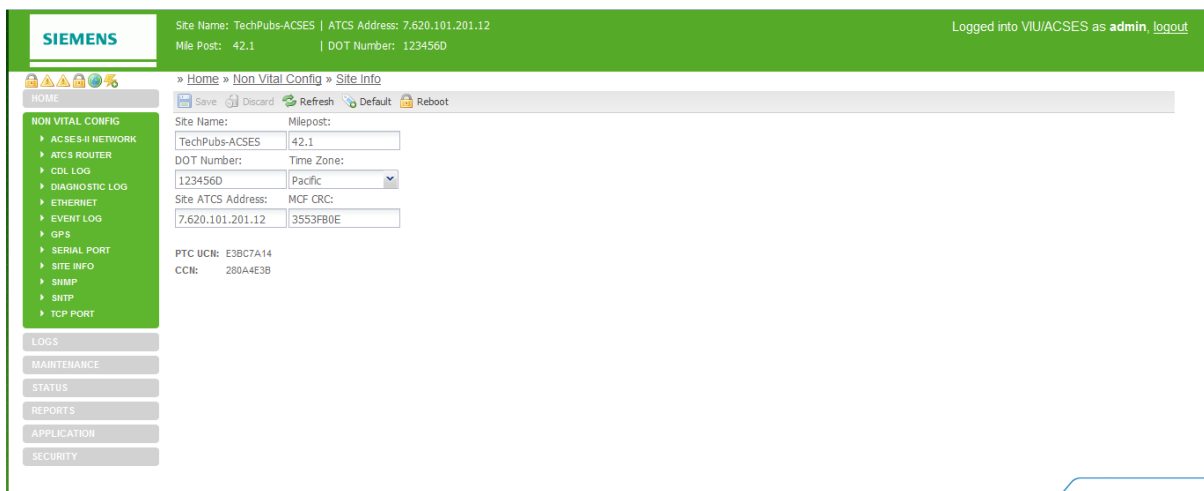 SIEMENS
Site Name: TechPubs-ACSES | ATCS Address: 7.620.101.201.12
Mile Post: 42.1 | DOT Number: 123456D
Logged into VIU/ACSES as admin, logout
» Home » Non Vital Config » Site Info
Save Discard Refresh Default Reboot
HOME
NON VITAL CONFIG
ACSES-II NETWORK
ATCS ROUTER
CDL LOG
DIAGNOSTIC LOG
ETHERNET
EVENT LOG
GPS
SERIAL PORT
SITE INFO
SNMP
SNTP
TCP PORT
LOGS
MAINTENANCE
STATUS
REPORTS
APPLICATION
SECURITY
Site Name: Milepost:
TechPubs-ACSES 42.1
DOT Number: Time Zone:
123456D Pacific
Site ATCS Address: MCF CRC:
7.620.101.201.12 3553FB0E
PTC UCN: E3BC7A14
CCN: 280A4E3B